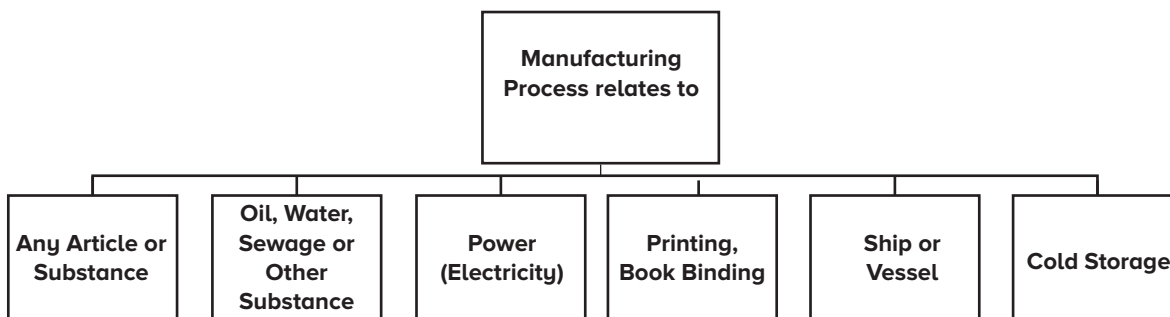 Manufacturing
Process relates to
Any Article or
Substance
Oil, Water,
Sewage or
Other
Substance
Power
(Electricity)
Printing,
Book Binding
Ship or
Vessel
Cold Storage